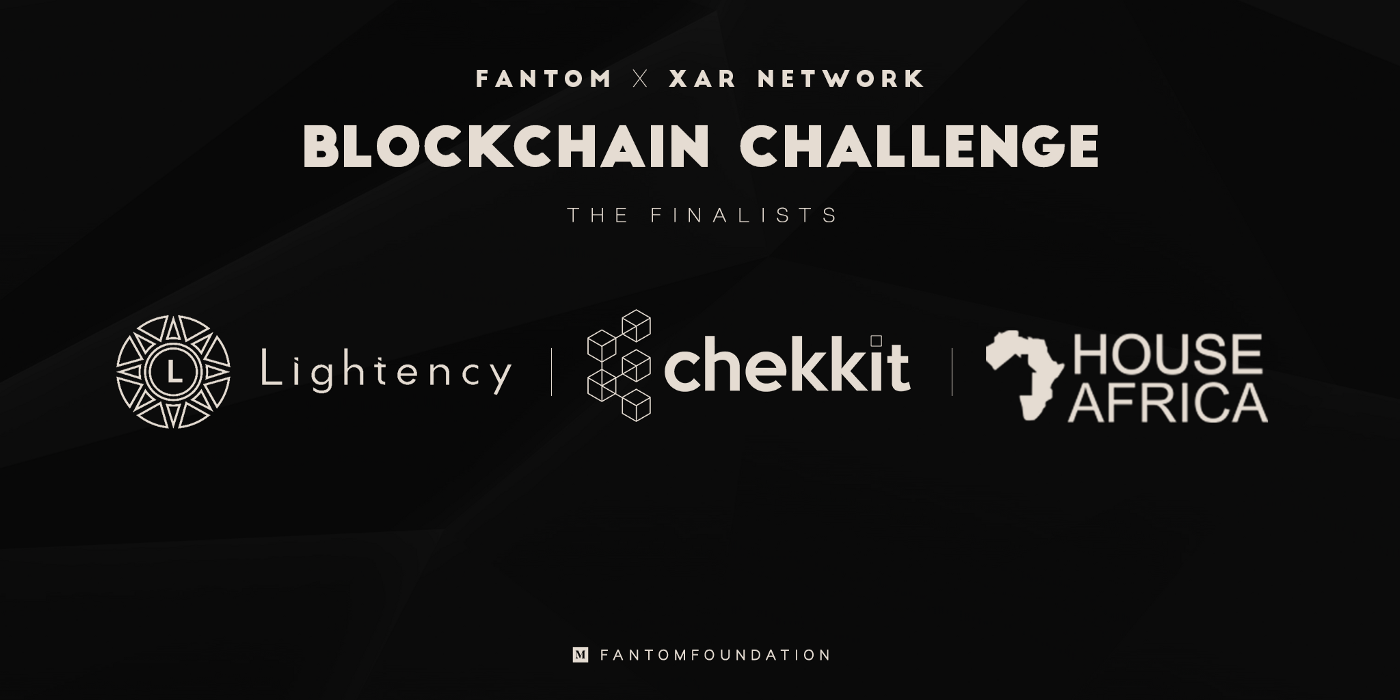 FANTOM X XAR NETWORK
BLOCKCHAIN CHALLENGE
THE FINALISTS
L Lightency
chekkit
HOUSE
AFRICA
M FANTOMFOUNDATION